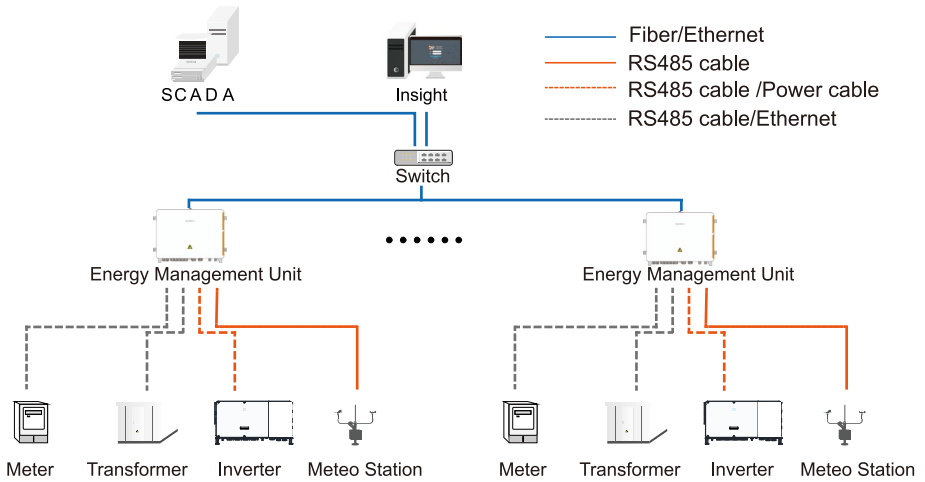 Fiber/Ethernet
RS485 cable
RS485 cable /Power cable
RS485 cable/Ethernet
SCADA
Insight
Switch
Energy Management Unit
Energy Management Unit
Meter
Transformer
Inverter
Meteo Station
Meter
Transformer
Inverter
Meteo Station